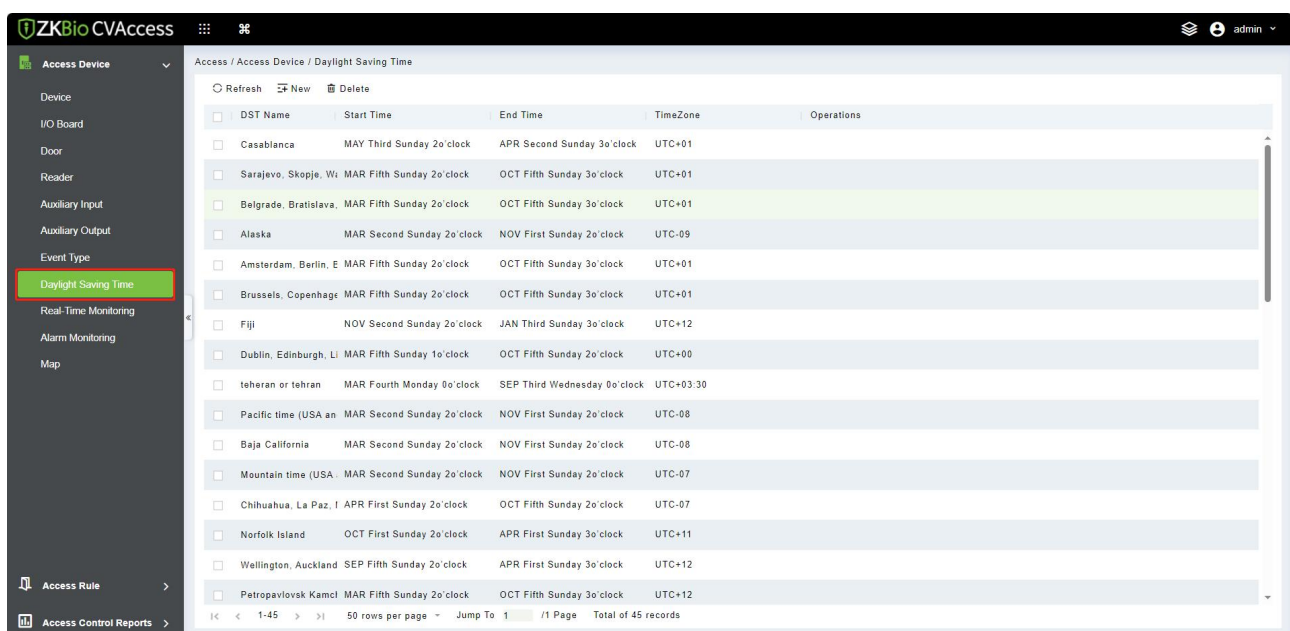 ZKBio CVAccess
admin
Access Device
Device
I/O Board
Door
Reader
Auxiliary Input
Auxiliary Output
Event Type
Daylight Saving Time
Real-Time Monitoring
Alarm Monitoring
Map
Access Rule
Access Control Reports
Access / Access Device / Daylight Saving Time
Refresh New Delete
DST Name Start Time End Time TimeZone Operations
Casablanca MAY Third Sunday 2o'clock APR Second Sunday 3o'clock UTC+01
Sarajevo, Skopje, MAR Fifth Sunday 2o'clock OCT Fifth Sunday 3o'clock UTC+01
Belgrade, Bratislava, MAR Fifth Sunday 2o'clock OCT Fifth Sunday 3o'clock UTC+01
Alaska MAR Second Sunday 2o'clock NOV First Sunday 2o'clock UTC-09
Amsterdam, Berlin, MAR Fifth Sunday 2o'clock OCT Fifth Sunday 3o'clock UTC+01
Brussels, Copenhage MAR Fifth Sunday 2o'clock OCT Fifth Sunday 3o'clock UTC+01
Fiji NOV Second Sunday 2o'clock JAN Third Sunday 3o'clock UTC+12
Dublin, Edinburgh, Li MAR Fifth Sunday 1o'clock OCT Fifth Sunday 2o'clock UTC+00
teheran or tehran MAR Fourth Monday 0o'clock SEP Third Wednesday 0o'clock UTC+03:30
Pacific time (USA an MAR Second Sunday 2o'clock NOV First Sunday 2o'clock UTC-08
Baja California MAR Second Sunday 2o'clock NOV First Sunday 2o'clock UTC-08
Mountain time (USA MAR Second Sunday 2o'clock NOV First Sunday 2o'clock UTC-07
Chihuahua, La Paz, APR First Sunday 2o'clock OCT Fifth Sunday 2o'clock UTC-07
Norfolk Island OCT First Sunday 2o'clock APR First Sunday 3o'clock UTC+11
Wellington, Auckland SEP Fifth Sunday 2o'clock APR First Sunday 3o'clock UTC+12
Petropavlovsk Kamcl MAR Fifth Sunday 2o'clock OCT Fifth Sunday 3o'clock UTC+12
1-45 50 rows per page Jump To 1 /1 Page Total of 45 records